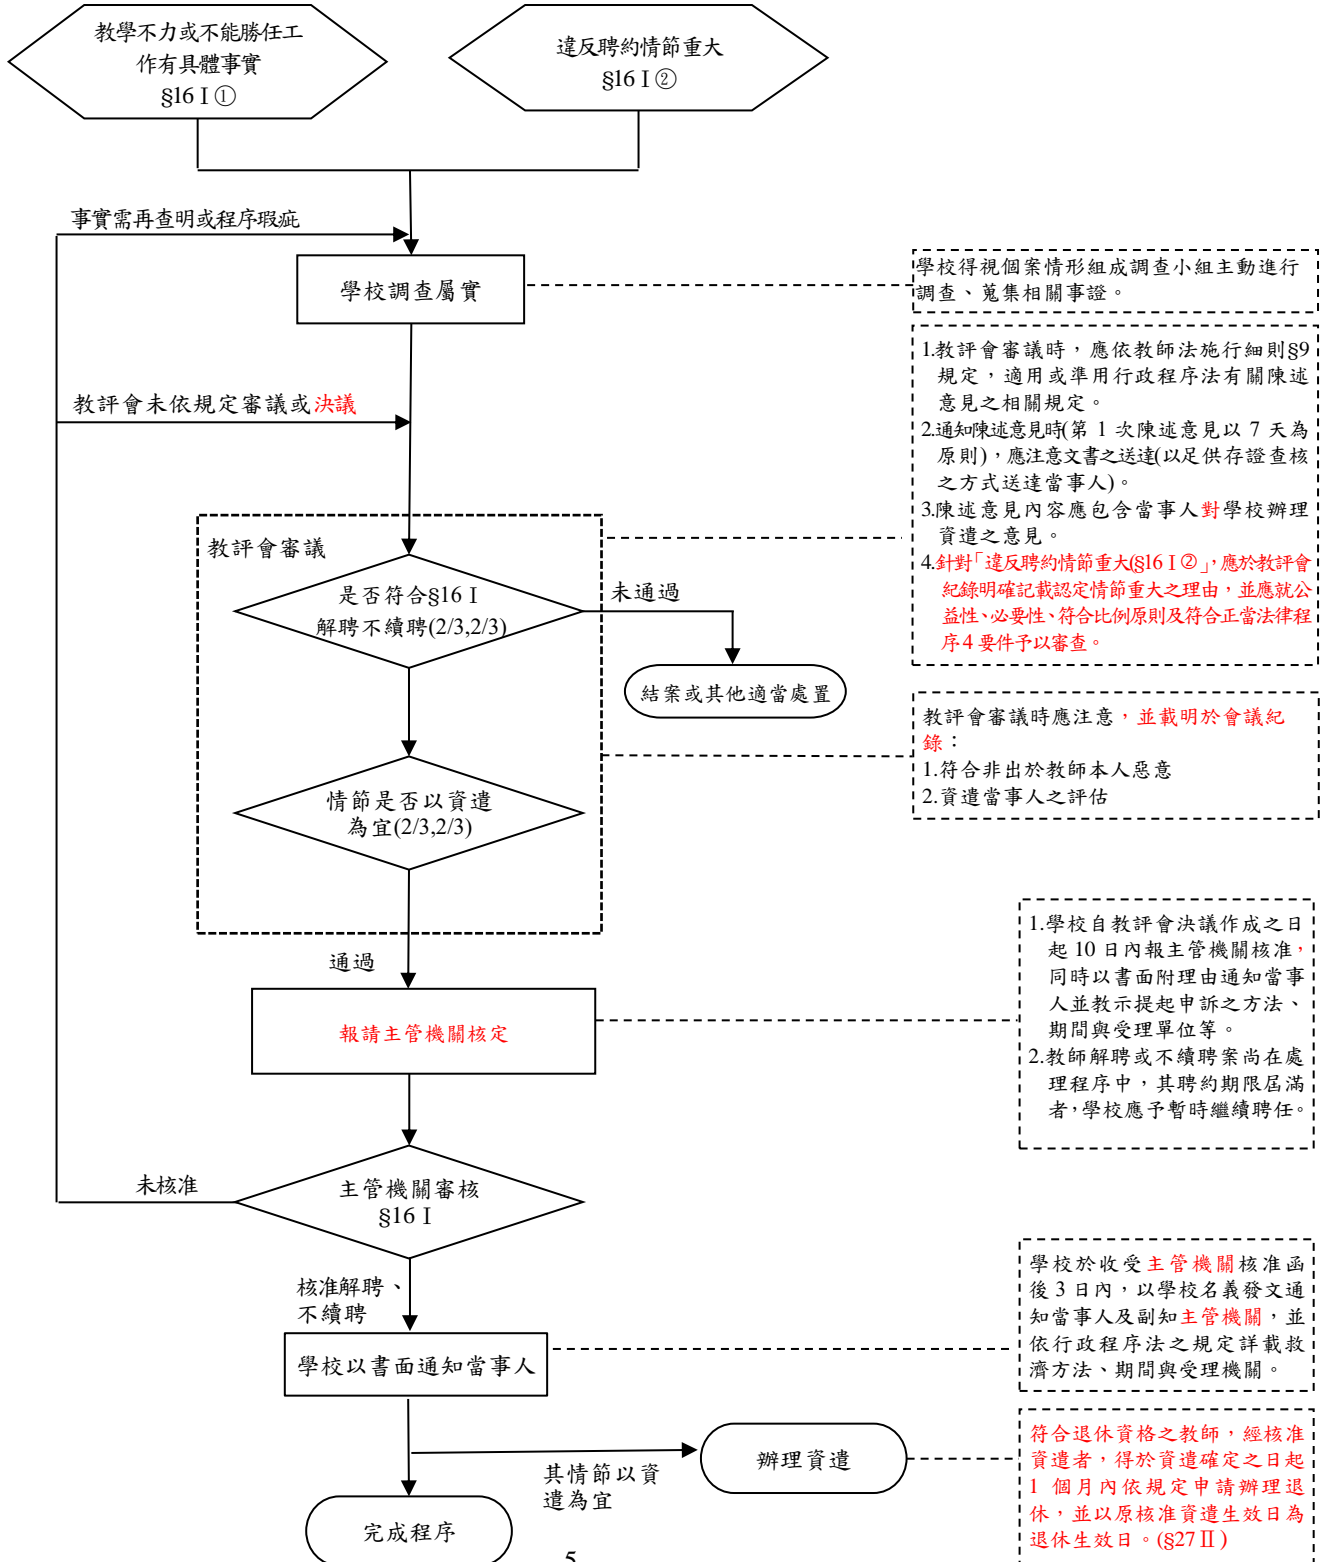 教學不力或不能勝任工
作有具體事實
§16Ⅰ①
違反聘約情節重大
§16Ⅰ②
事實需再查明或程序瑕疵
學校調查屬實
學校得視個案情形組成調查小組主動進行
調查、蒐集相關事證。
教評會未依規定審議或決議
1.教評會審議時，應依教師法施行細則§9
規定，適用或準用行政程序法有關陳述
意見之相關規定。
2.通知陳述意見時(第 1 次陳述意見以 7 天為
原則)，應注意文書之送達(以足供存證查核
之方式送達當事人)。
3.陳述意見內容應包含當事人對學校辦理
資遣之意見。
4.針對「違反聘約情節重大(§16Ⅰ②」，應於教評會
紀錄明確記載認定情節重大之理由，並應就公
益性、必要性、符合比例原則及符合正當法律程
序 4 要件予以審查。
教評會審議
是否符合§16Ⅰ
解聘不續聘(2/3,2/3)
未通過
結案或其他適當處置
教評會審議時應注意，並載明於會議紀
錄：
1.符合非出於教師本人惡意
2.資遣當事人之評估
情節是否以資遣
為宜(2/3,2/3)
通過
報請主管機關核定
1.學校自教評會決議作成之日
起 10 日內報主管機關核准，
同時以書面附理由通知當事
人並教示提起申訴之方法、
期間與受理單位等。
2.教師解聘或不續聘案尚在處
理程序中，其聘約期限屆滿
者，學校應予暫時繼續聘任。
未核准
主管機關審核
§16Ⅰ
核准解聘、
不續聘
學校以書面通知當事人
學校於收受主管機關核准函
後 3 日內，以學校名義發文通
知當事人及副知主管機關，並
依行政程序法之規定詳載救
濟方法、期間與受理機關。
其情節以資
遣為宜
辦理資遣
符合退休資格之教師，經核准
資遣者，得於資遣確定之日起
1 個月內依規定申請辦理退
休，並以原核准資遣生效日為
退休生效日。(§27Ⅱ)
完成程序
5